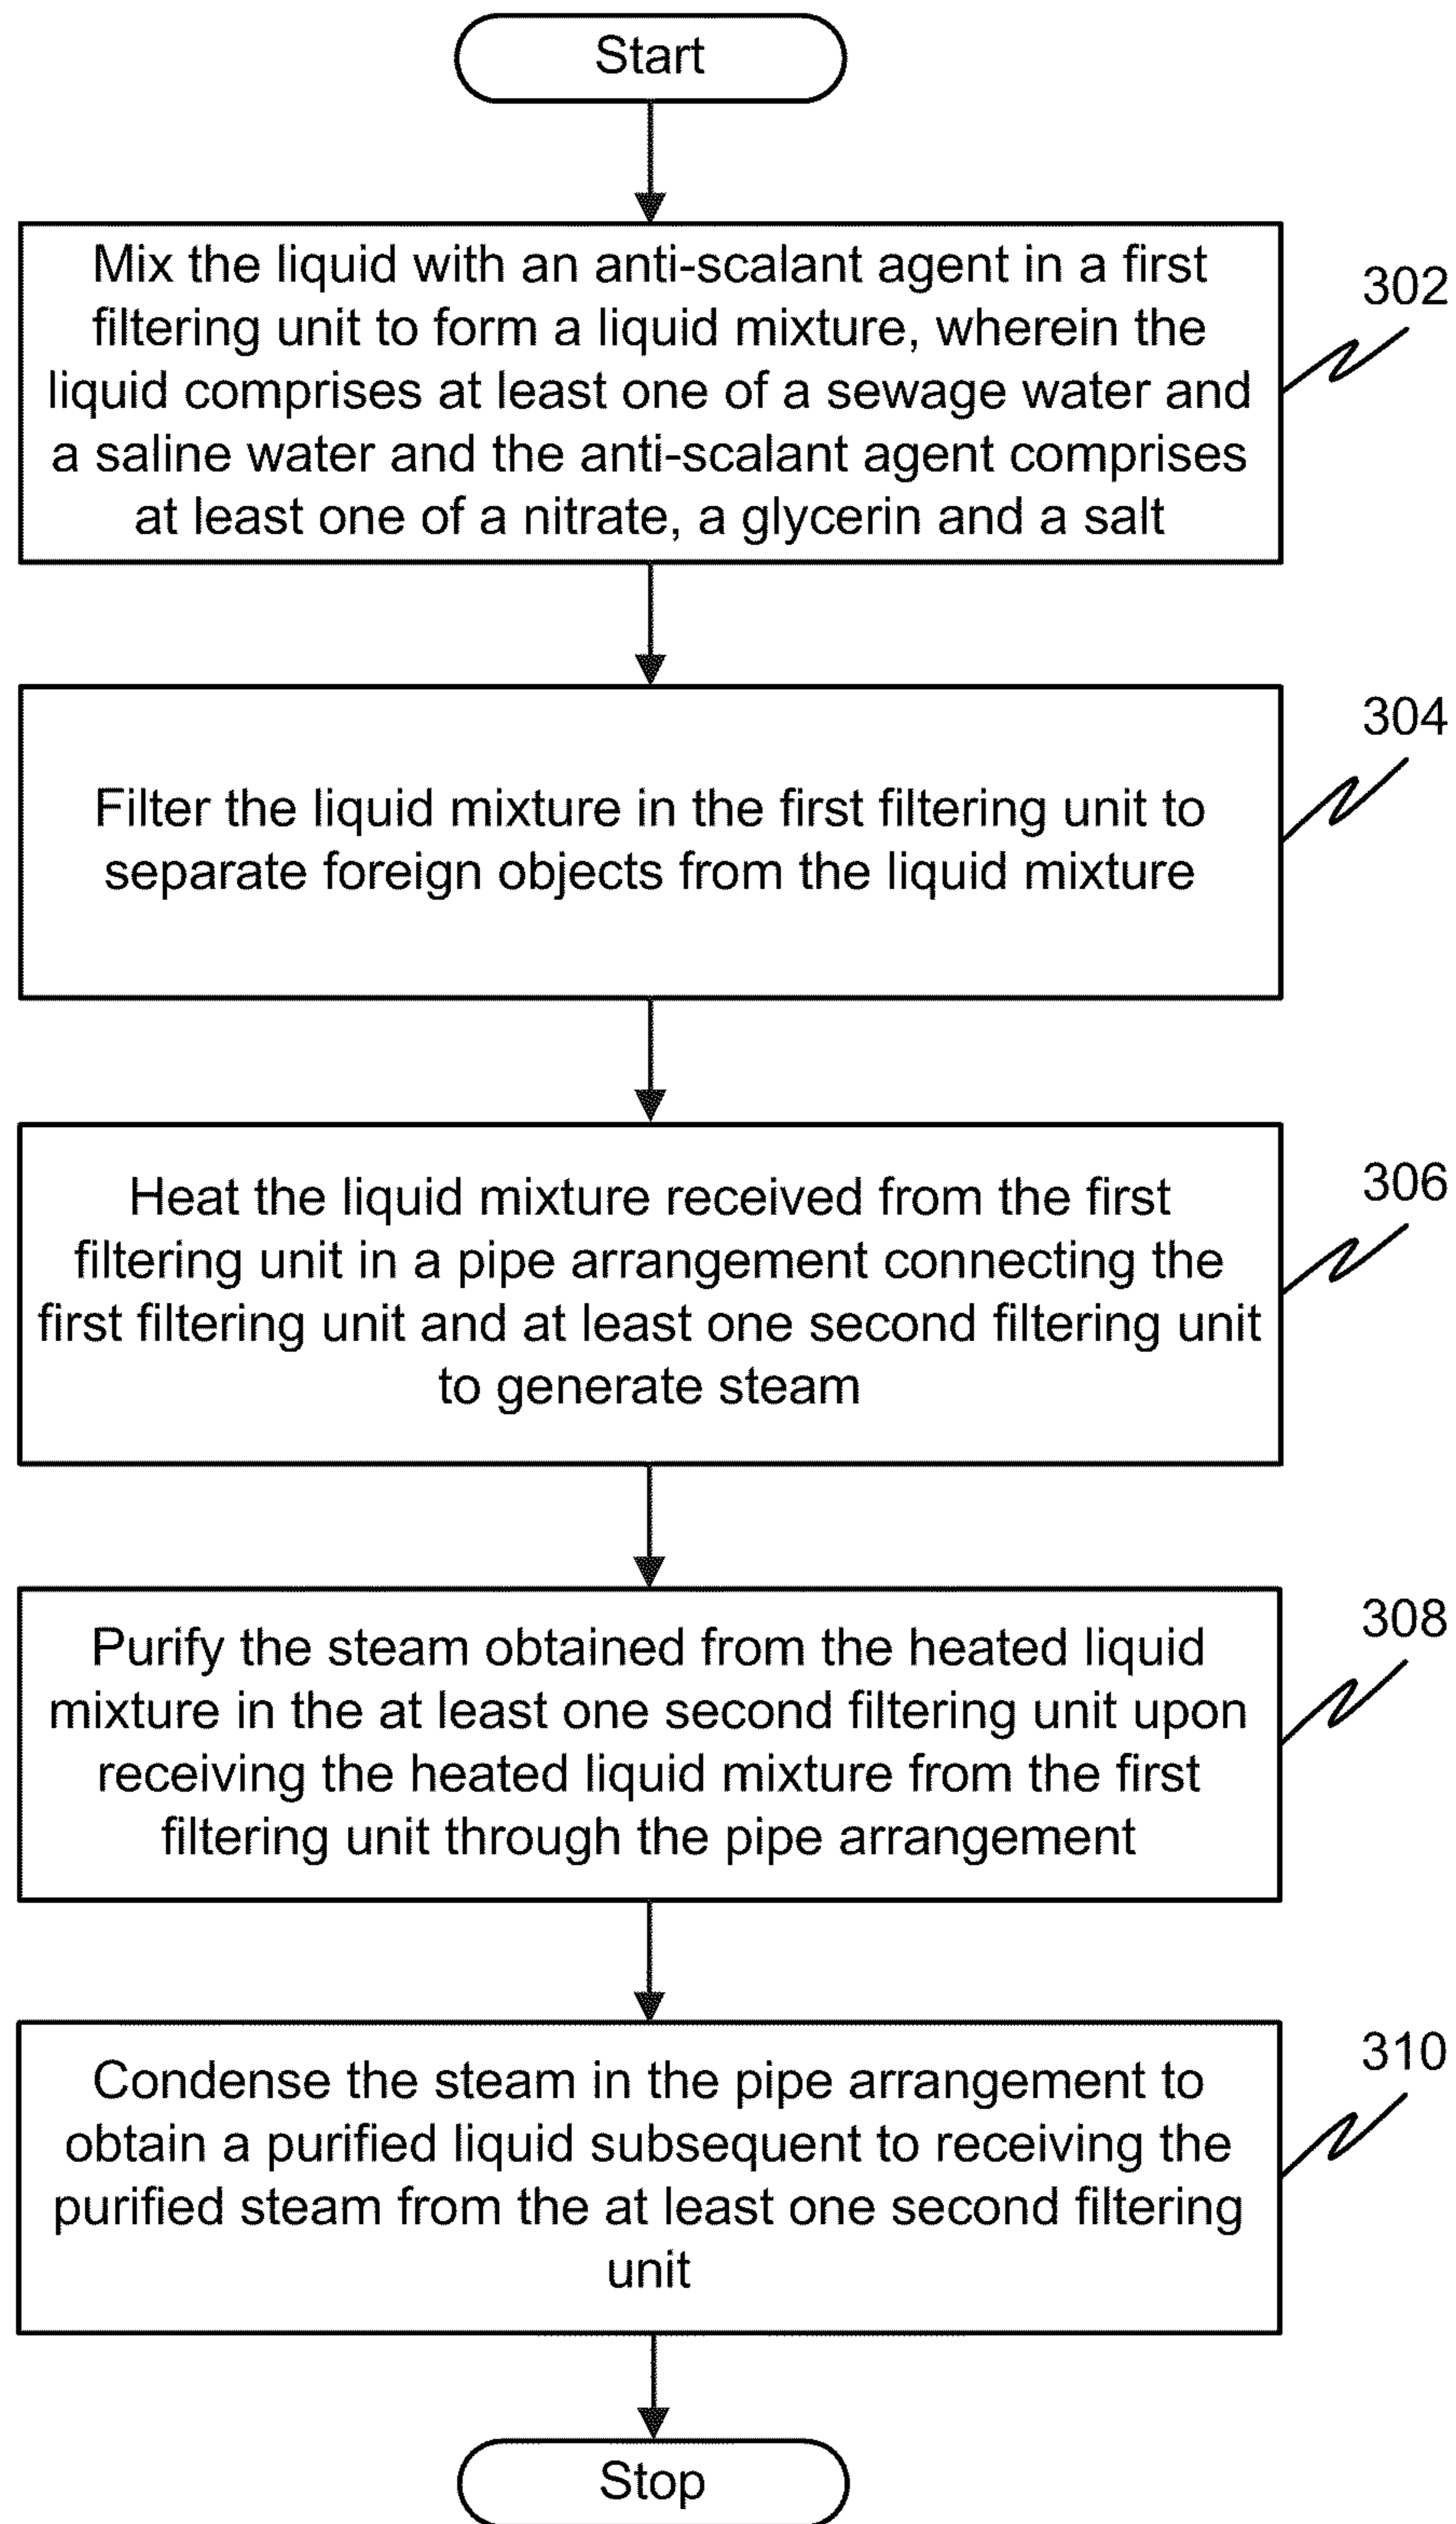 Start
Mix the liquid with an anti-scalant agent in a first
filtering unit to form a liquid mixture, wherein the
liquid comprises at least one of a sewage water and
a saline water and the anti-scalant agent comprises
at least one of a nitrate, a glycerin and a salt
302
Filter the liquid mixture in the first filtering unit to
separate foreign objects from the liquid mixture
304
Heat the liquid mixture received from the first
filtering unit in a pipe arrangement connecting the
first filtering unit and at least one second filtering unit
to generate steam
306
Purify the steam obtained from the heated liquid
mixture in the at least one second filtering unit upon
receiving the heated liquid mixture from the first
filtering unit through the pipe arrangement
308
Condense the steam in the pipe arrangement to
obtain a purified liquid subsequent to receiving the
purified steam from the at least one second filtering
unit
310
Stop